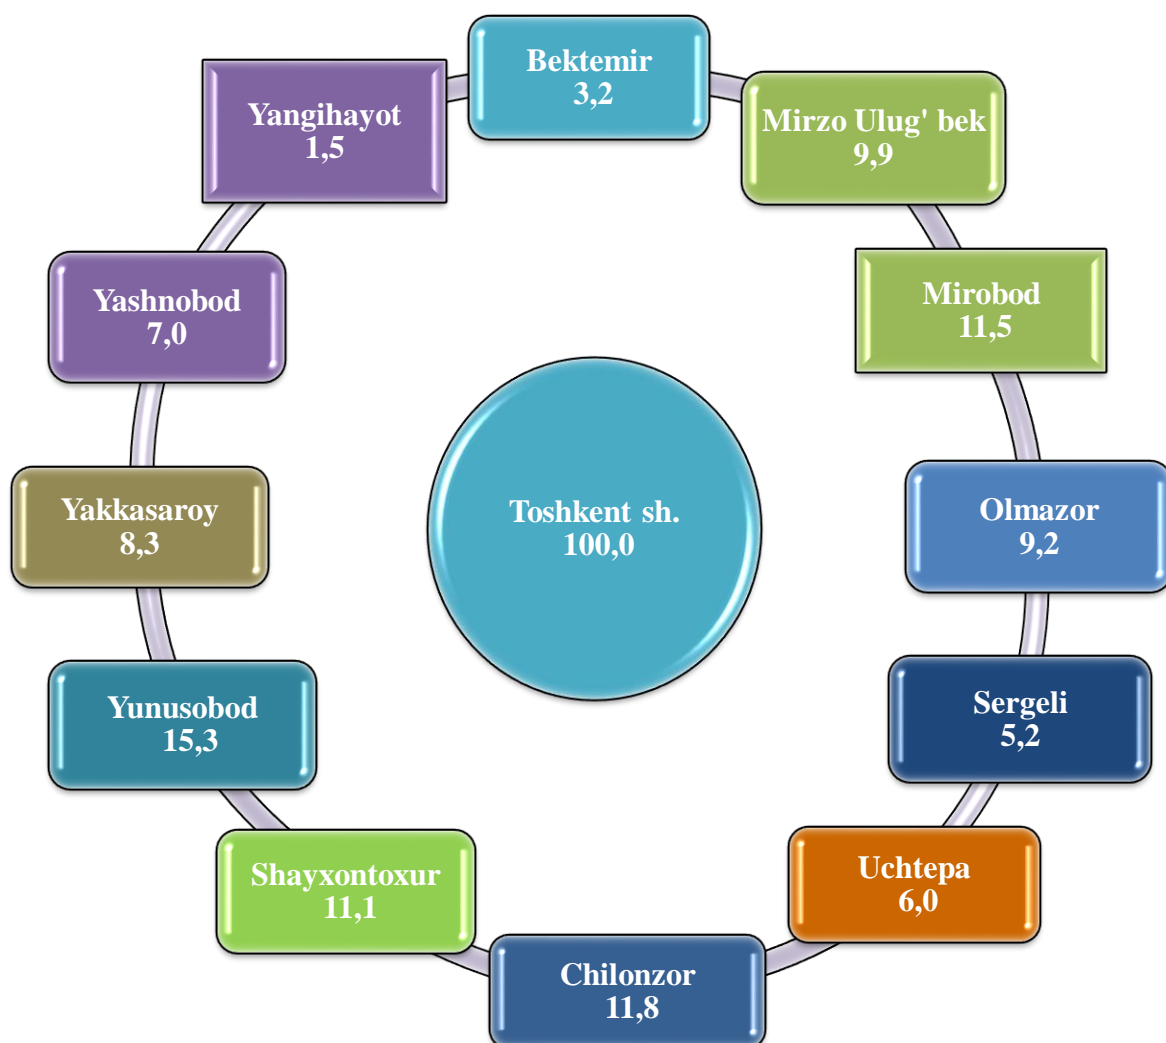 Bektemir
3,2
Mirzo Ulug' bek
9,9
Mirobod
11,5
Olmazor
9,2
Sergeli
5,2
Uchtepa
6,0
Chilonzor
11,8
Shayxontoxur
11,1
Yunusobod
15,3
Yakkasaroy
8,3
Yashnobod
7,0
Yangihayot
1,5
Toshkent sh.
100,0